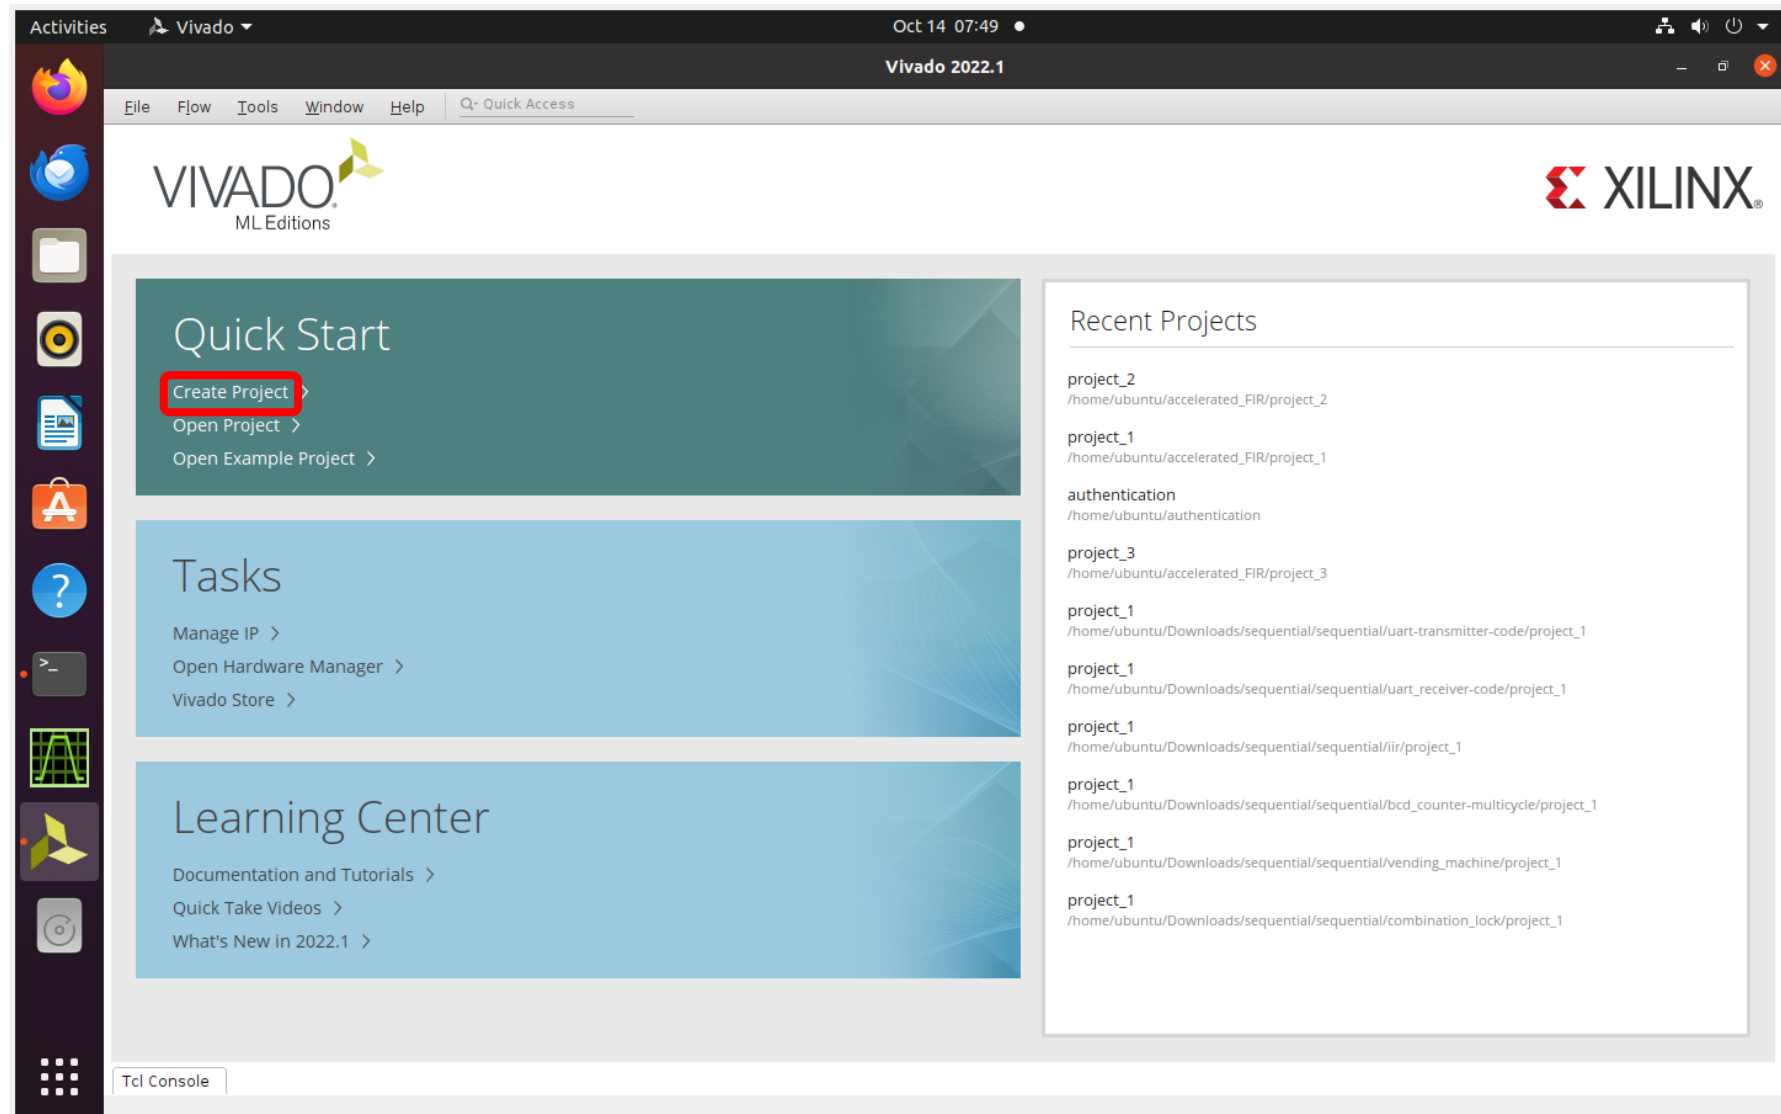 Activities Vivado Oct 14 07:49
Vivado 2022.1
File Flow Tools Window Help Quick Access
VIVADO.
ML Editions
XILINX®
Quick Start
Create Project >
Open Project >
Open Example Project >
Tasks
Manage IP >
Open Hardware Manager >
Vivado Store >
Learning Center
Documentation and Tutorials >
Quick Take Videos >
What's New in 2022.1 >
Recent Projects
project_2
/home/ubuntu/accelerated_FIR/project_2
project_1
/home/ubuntu/accelerated_FIR/project_1
authentication
/home/ubuntu/authentication
project_3
/home/ubuntu/accelerated_FIR/project_3
project_1
/home/ubuntu/Downloads/sequential/sequential/uart-transmitter-code/project_1
project_1
/home/ubuntu/Downloads/sequential/sequential/uart_receiver-code/project_1
project_1
/home/ubuntu/Downloads/sequential/sequential/iir/project_1
project_1
/home/ubuntu/Downloads/sequential/sequential/bcd_counter-multicycle/project_1
project_1
/home/ubuntu/Downloads/sequential/sequential/vending_machine/project_1
project_1
/home/ubuntu/Downloads/sequential/sequential/combination_lock/project_1
Tcl Console